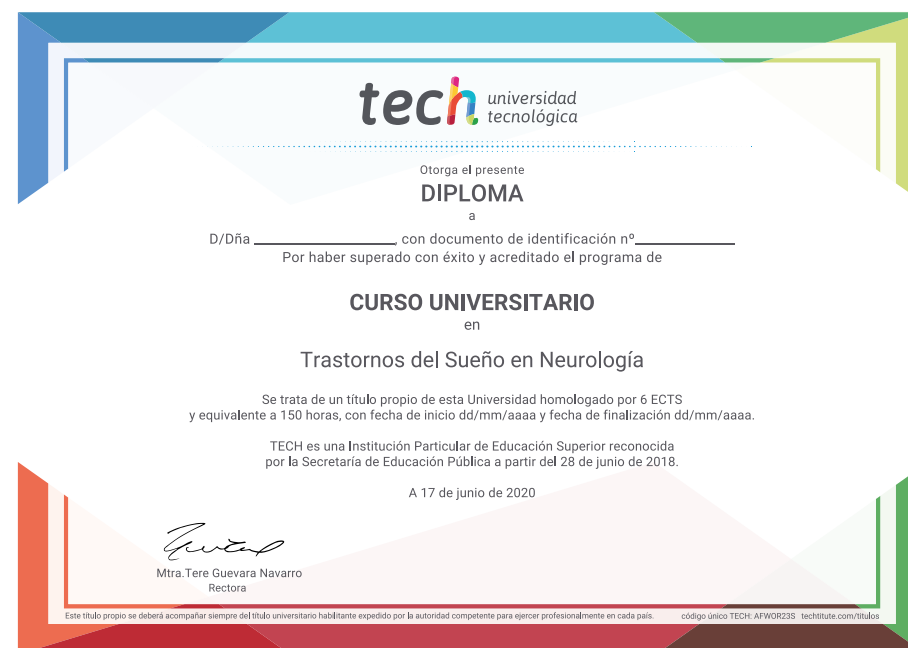 tech universidad
tecnológica
Otorga el presente
DIPLOMA
a
D/Dña ______________, con documento de identificación nº__________
Por haber superado con éxito y acreditado el programa de
CURSO UNIVERSITARIO
en
Trastornos del Sueño en Neurología
Se trata de un título propio de esta Universidad homologado por 6 ECTS
y equivalente a 150 horas, con fecha de inicio dd/mm/aaaa y fecha de finalización dd/mm/aaaa.
TECH es una Institución Particular de Educación Superior reconocida
por la Secretaría de Educación Pública a partir del 28 de junio de 2018.
A 17 de junio de 2020
Mtra.Tere Guevara Navarro
Rectora
Este título propio se deberá acompañar siempre del título universitario habilitante expedido por la autoridad competente para ejercer profesionalmente en cada país. código único TECH: AFWOR23S techtitute.com/titulos